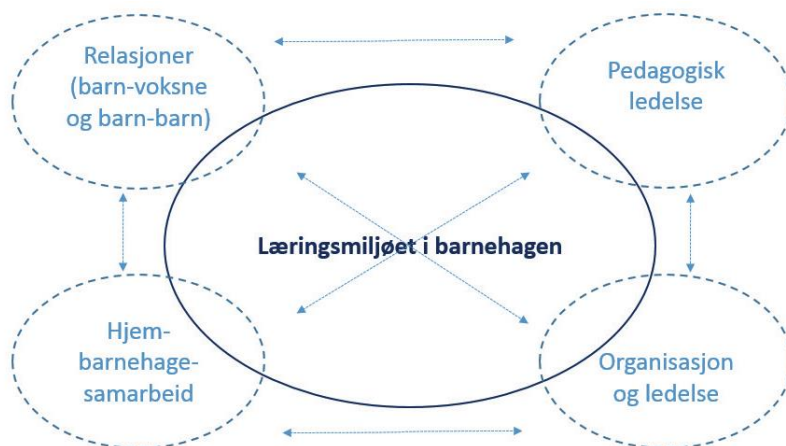 Relasjoner
(barn-voksne
og barn-barn)
Pedagogisk
ledelse
Læringsmiljøet i barnehagen
Hjem-
barnehage-
samarbeid
Organisasjon
og ledelse